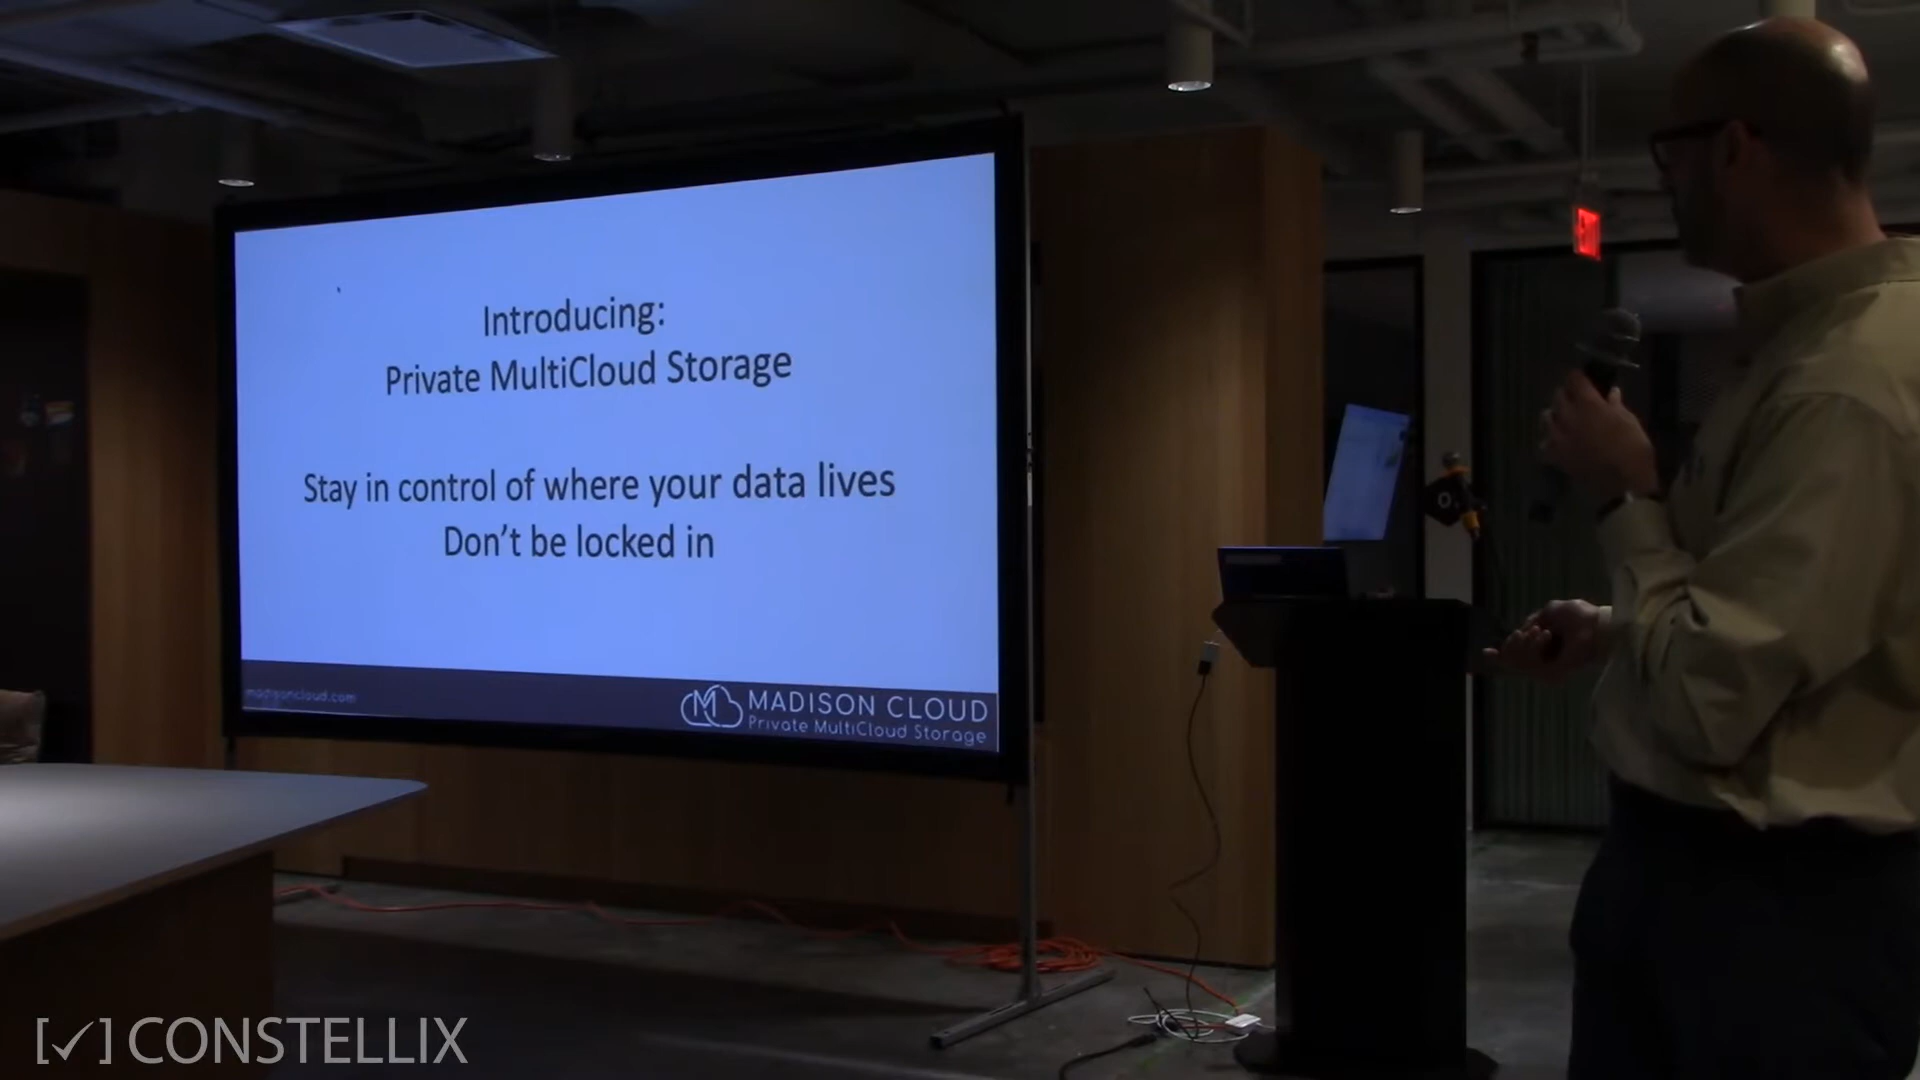 Introducing:
Private MultiCloud Storage
Stay in control of where your data lives
Don't be locked in
madisoncloud.com
M
MADISON CLOUD
Private MultiCloud Storage
[✓] CONSTELLIX